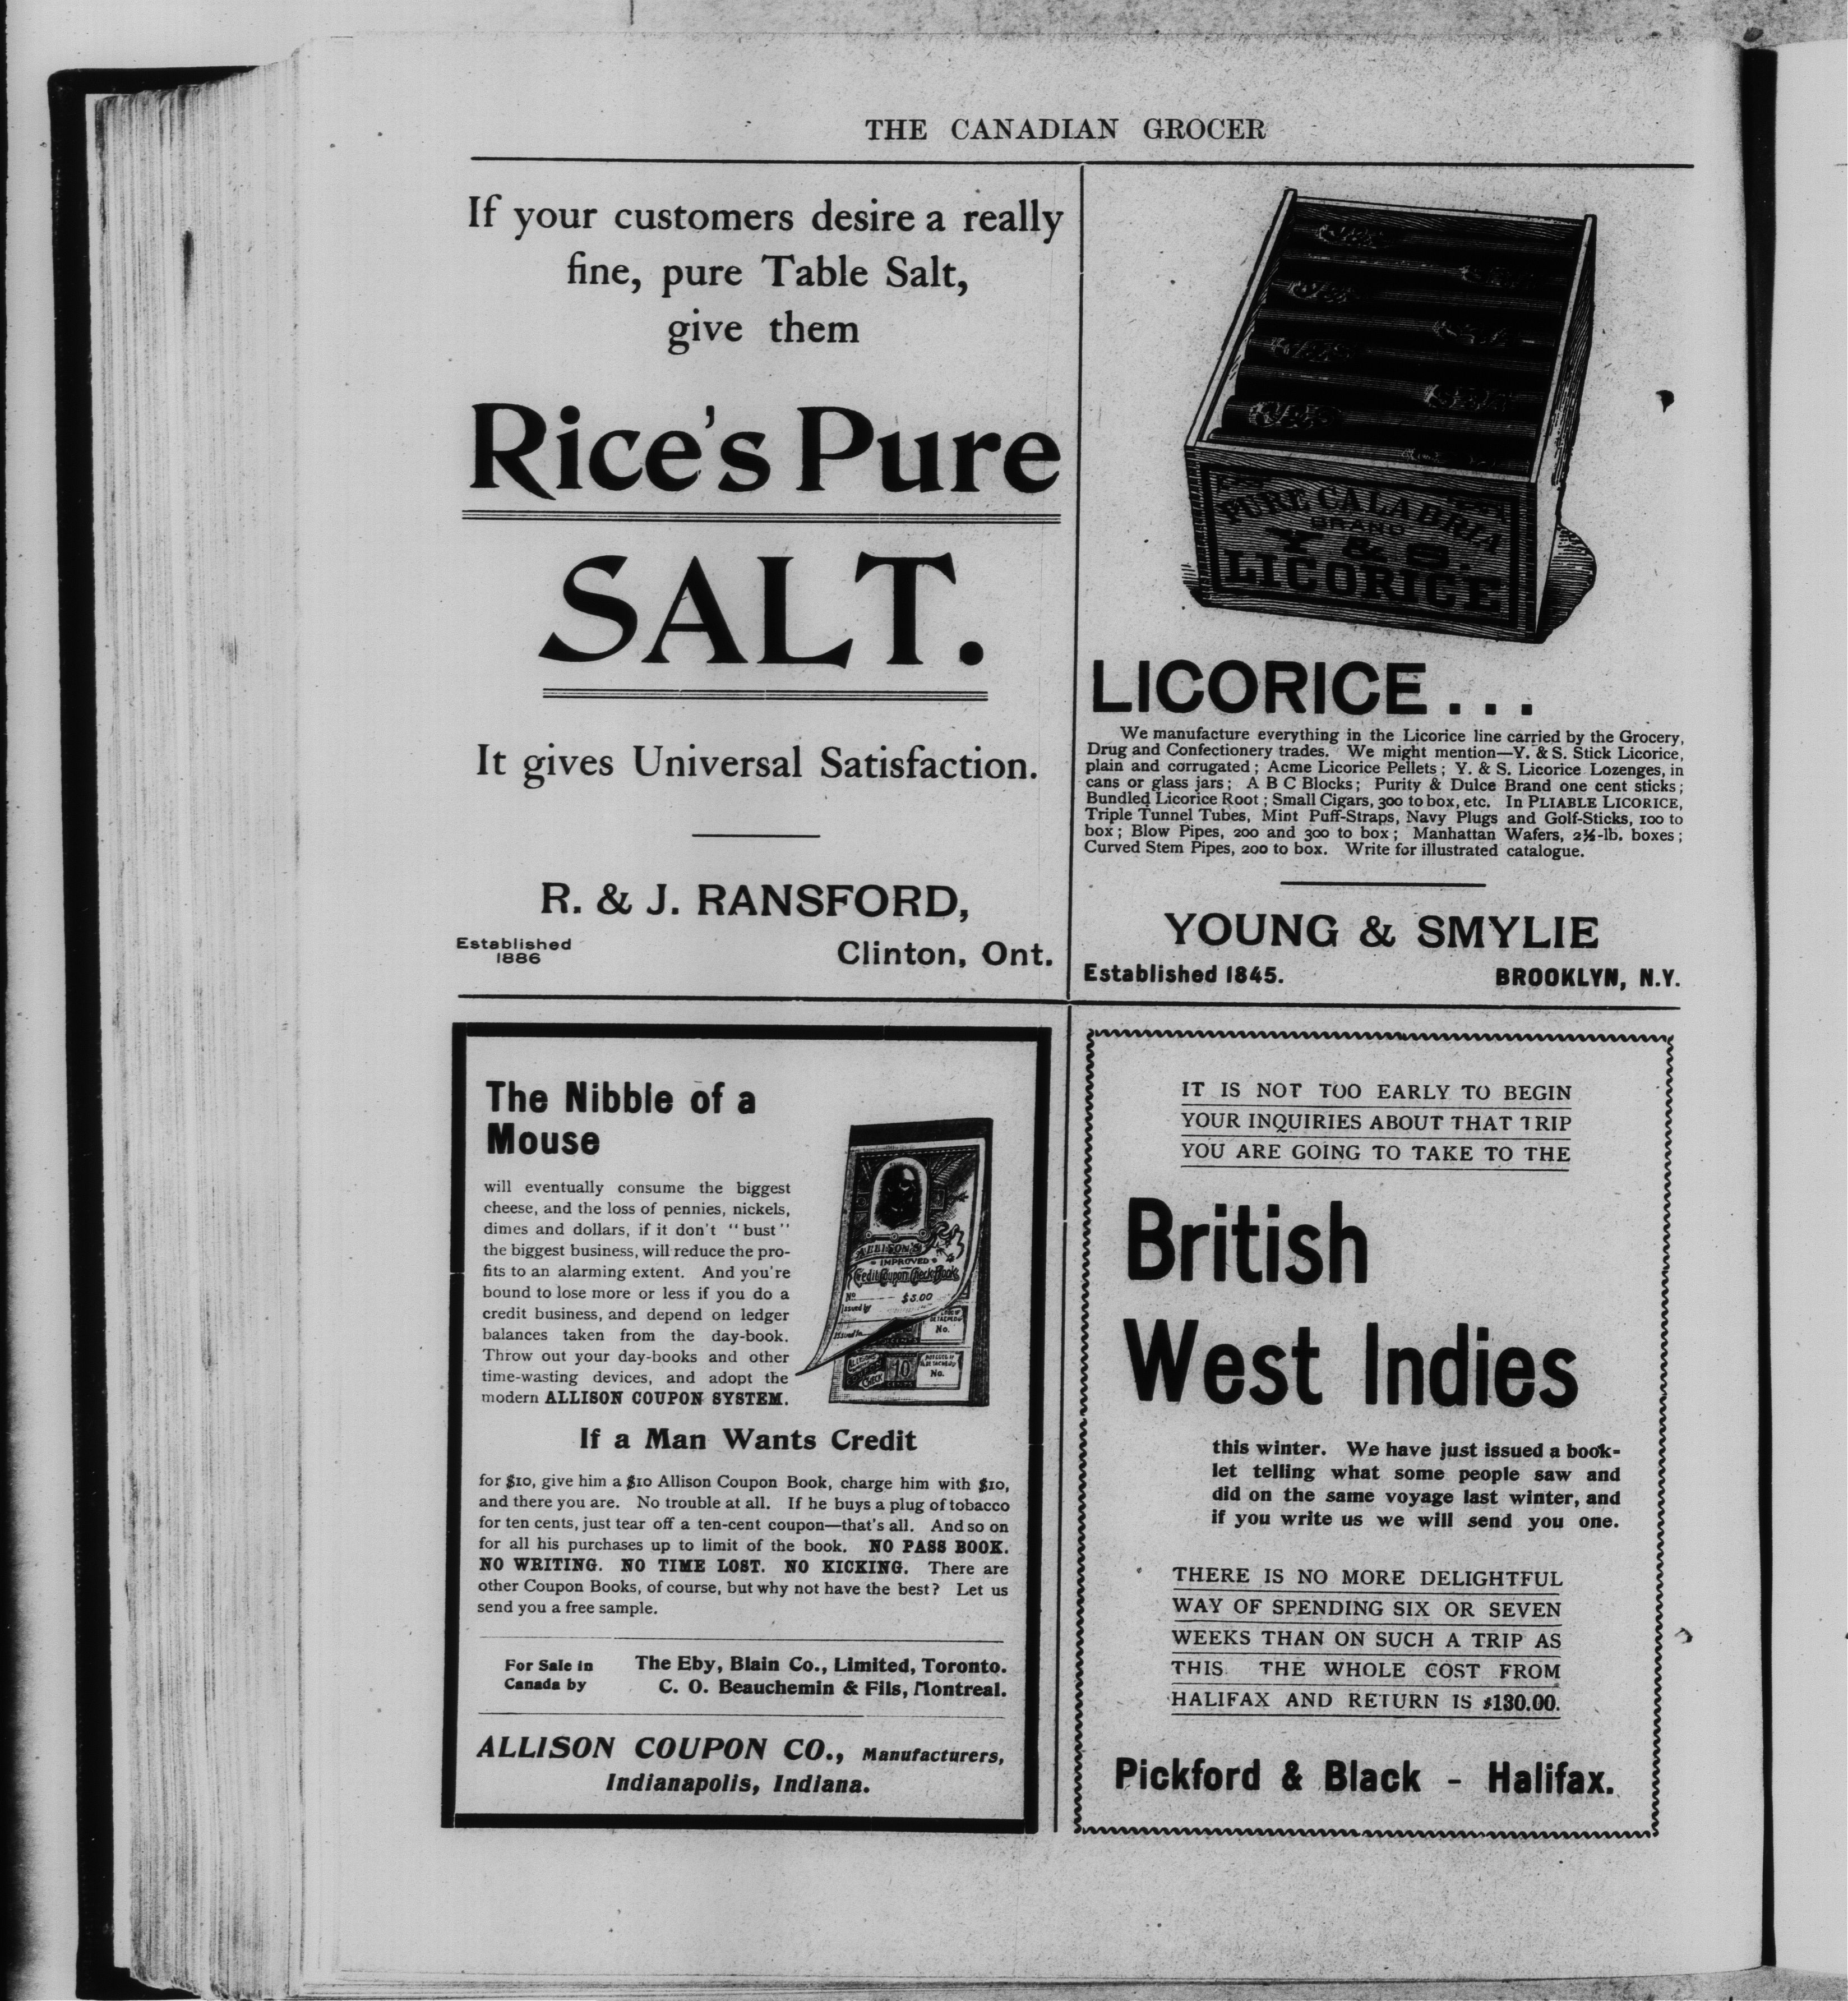 THE CANADIAN GROCER
If your customers desire a really
fine, pure Table Salt,
give them
Rice's Pure
SALT.
It gives Universal Satisfaction.
R. & J. RANSFORD,
Established
1886
Clinton, Ont.
PURE CALABRIA
BRAND
Y & S.
LICORICE
LICORICE . . .
We manufacture everything in the Licorice line carried by the Grocery,
Drug and Confectionery trades. We might mention—Y. & S. Stick Licorice,
plain and corrugated; Acme Licorice Pellets; Y. & S. Licorice Lozenges, in
cans or glass jars; A B C Blocks; Purity & Dulce Brand one cent sticks;
Bundled Licorice Root; Small Cigars, 300 to box, etc. In PLIABLE LICORICE,
Triple Tunnel Tubes, Mint Puff-Straps, Navy Plugs and Golf-Sticks, 100 to
box; Blow Pipes, 200 and 300 to box; Manhattan Wafers, 2½-lb. boxes;
Curved Stem Pipes, 200 to box. Write for illustrated catalogue.
YOUNG & SMYLIE
Established 1845. BROOKLYN, N.Y.
The Nibble of a
Mouse
will eventually consume the biggest
cheese, and the loss of pennies, nickels,
dimes and dollars, if it don't "bust"
the biggest business, will reduce the pro-
fits to an alarming extent. And you're
bound to lose more or less if you do a
credit business, and depend on ledger
balances taken from the day-book.
Throw out your day-books and other
time-wasting devices, and adopt the
modern ALLISON COUPON SYSTEM.
ALLISON'S
IMPROVED
Credit Coupon Check Book
No $5.00
Issued by
No.
10
No.
If a Man Wants Credit
for $10, give him a $10 Allison Coupon Book, charge him with $10,
and there you are. No trouble at all. If he buys a plug of tobacco
for ten cents, just tear off a ten-cent coupon—that's all. And so on
for all his purchases up to limit of the book. NO PASS BOOK.
NO WRITING. NO TIME LOST. NO KICKING. There are
other Coupon Books, of course, but why not have the best? Let us
send you a free sample.
For Sale in
Canada by
The Eby, Blain Co., Limited, Toronto.
C. O. Beauchemin & Fils, Montreal.
ALLISON COUPON CO., Manufacturers,
Indianapolis, Indiana.
IT IS NOT TOO EARLY TO BEGIN
YOUR INQUIRIES ABOUT THAT TRIP
YOU ARE GOING TO TAKE TO THE
British
West Indies
this winter. We have just issued a book-
let telling what some people saw and
did on the same voyage last winter, and
if you write us we will send you one.
THERE IS NO MORE DELIGHTFUL
WAY OF SPENDING SIX OR SEVEN
WEEKS THAN ON SUCH A TRIP AS
THIS THE WHOLE COST FROM
HALIFAX AND RETURN IS $130.00.
Pickford & Black - Halifax.